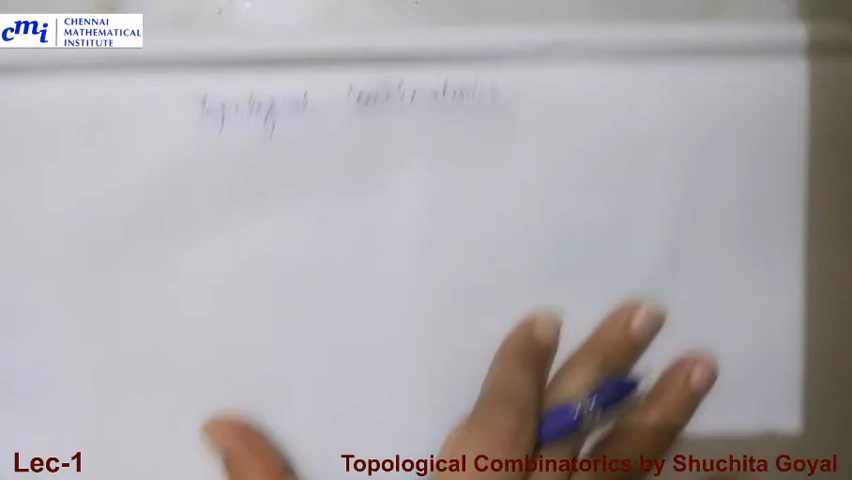 cmi CHENNAI
MATHEMATICAL
INSTITUTE
Lec-1
Topological Combinatorics by Shuchita Goyal